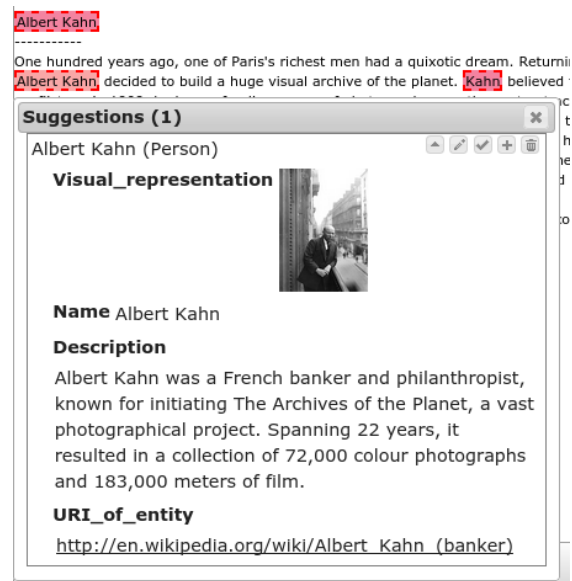 Albert Kahn
-----------
One hundred years ago, one of Paris's richest men had a quixotic dream.
Albert Kahn decided to build a huge visual archive of the planet. Kahn believed
Suggestions (1)
Albert Kahn (Person)
Visual_representation
Name Albert Kahn
Description
Albert Kahn was a French banker and philanthropist,
known for initiating The Archives of the Planet, a vast
photographical project. Spanning 22 years, it
resulted in a collection of 72,000 colour photographs
and 183,000 meters of film.
URI_of_entity
http://en.wikipedia.org/wiki/Albert_Kahn_(banker)